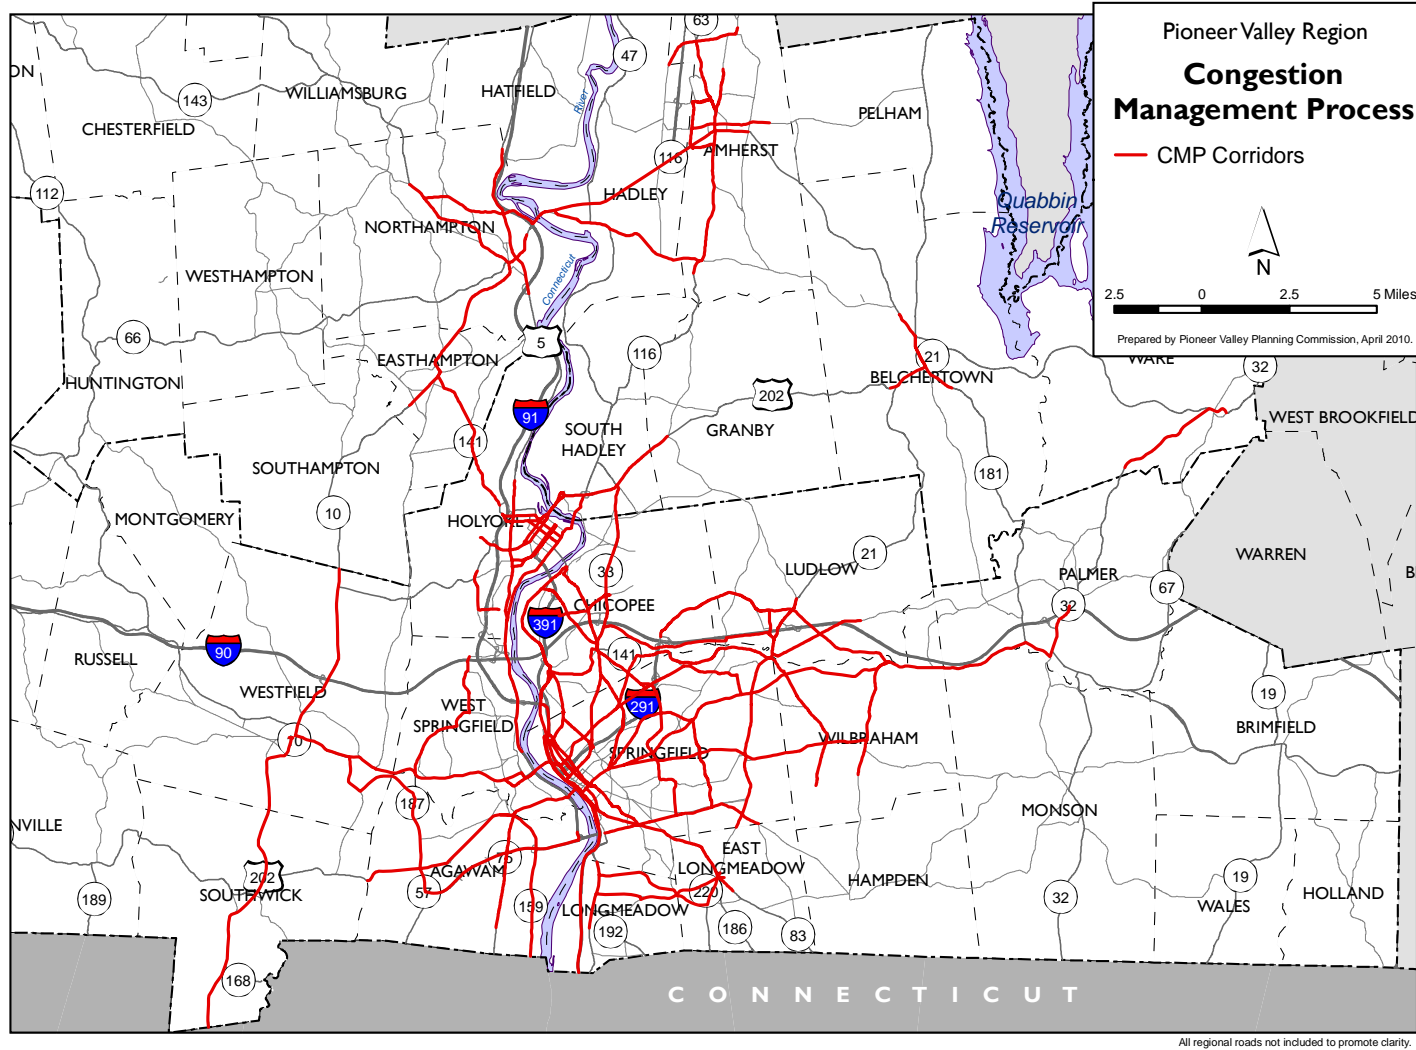 Pioneer Valley Region
Congestion
Management Process
CMP Corridors
N
2.5 0 2.5 5 Miles
Prepared by Pioneer Valley Planning Commission, April 2010.
63
47
ON
143
WILLIAMSBURG
HATFIELD
River
CHESTERFIELD
PELHAM
116
AMHERST
112
HADLEY
Quabbin
Reservoir
NORTHAMPTON
WESTHAMPTON
Connecticut
66
5
116
21
EASTHAMPTON
WARE
32
HUNTINGTON
BELCHERTOWN
202
91
WEST BROOKFIELD
SOUTH
HADLEY
GRANBY
141
SOUTHAMPTON
181
10
MONTGOMERY
HOLYOKE
21
WARREN
33
LUDLOW
PALMER
B
67
CHICOPEE
32
391
90
141
RUSSELL
WESTFIELD
19
WEST
SPRINGFIELD
291
BRIMFIELD
10
WILBRAHAM
SPRINGFIELD
187
MONSON
NVILLE
EAST
LONGMEADOW
75
AGAWAM
202
SOUTHWICK
HAMPDEN
19
57
220
189
32
HOLLAND
159
LONGMEADOW
WALES
192
186
83
168
CONNECTICUT
All regional roads not included to promote clarity.